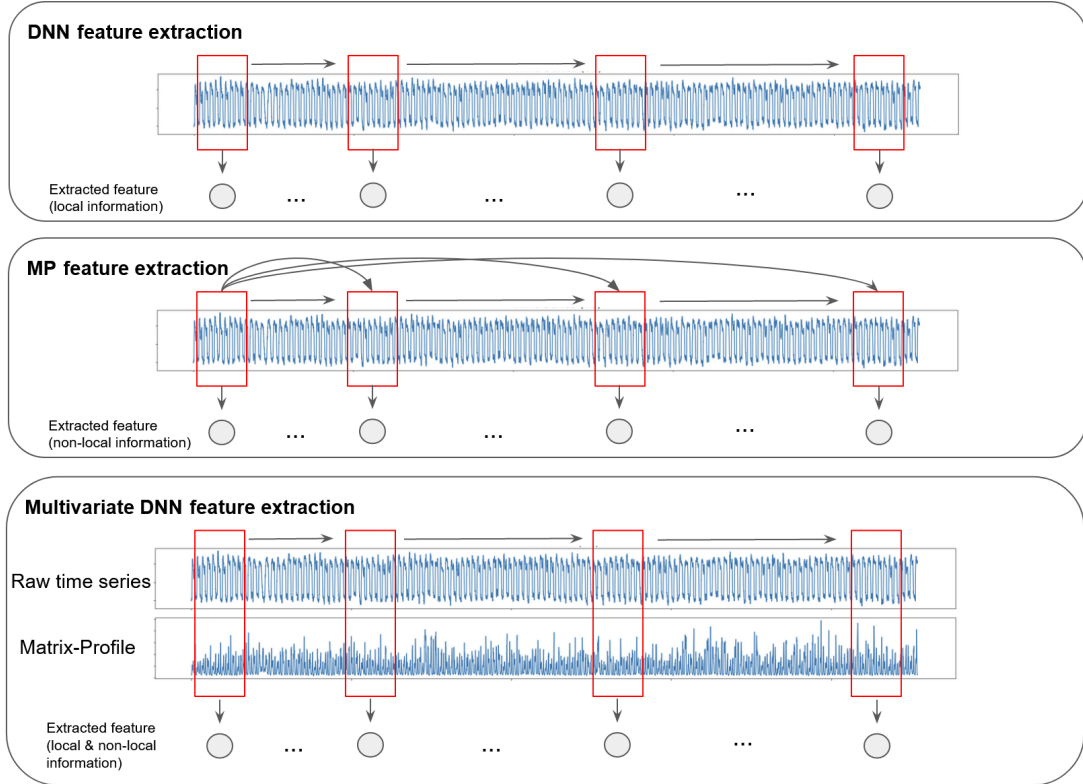 DNN feature extraction
Extracted feature
(local information)
...
...
...
MP feature extraction
Extracted feature
(non-local information)
...
...
...
Multivariate DNN feature extraction
Raw time series
Matrix-Profile
Extracted feature
(local & non-local
information)
...
...
...